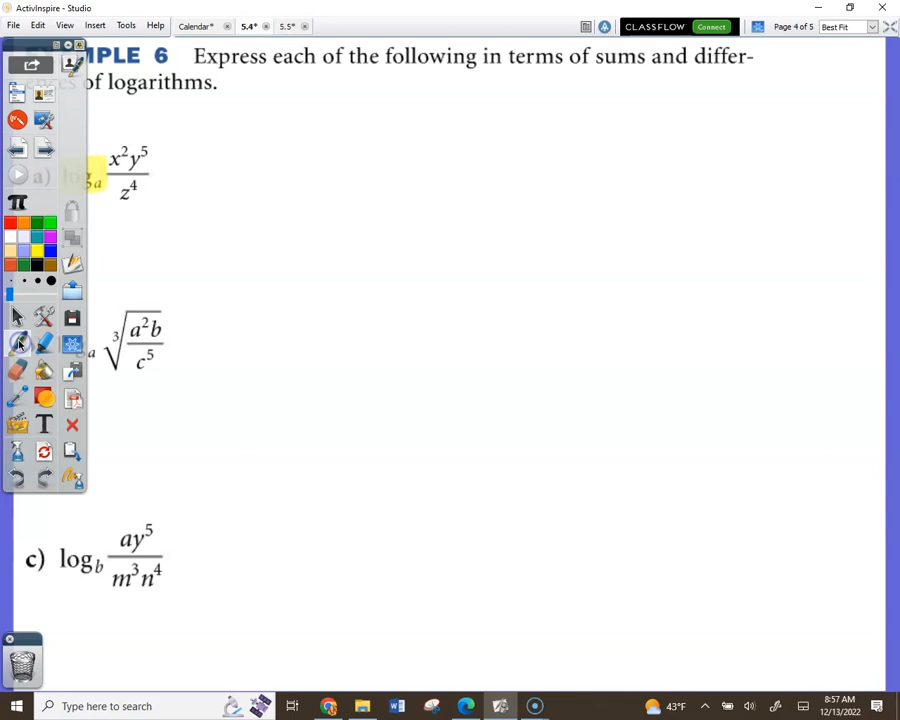 ActivInspire - Studio
File Edit View Insert Tools Help Calendar* 5.4* 5.5* CLASSFLOW Connect Page 4 of 5 Best Fit
MPLE 6 Express each of the following in terms of sums and differ-
of logarithms.
a) log_a x²y⁵/z⁴
a ∛(a²b/c⁵)
c) log_b ay⁵/m³n⁴
Type here to search 43°F 8:57 AM
12/13/2022